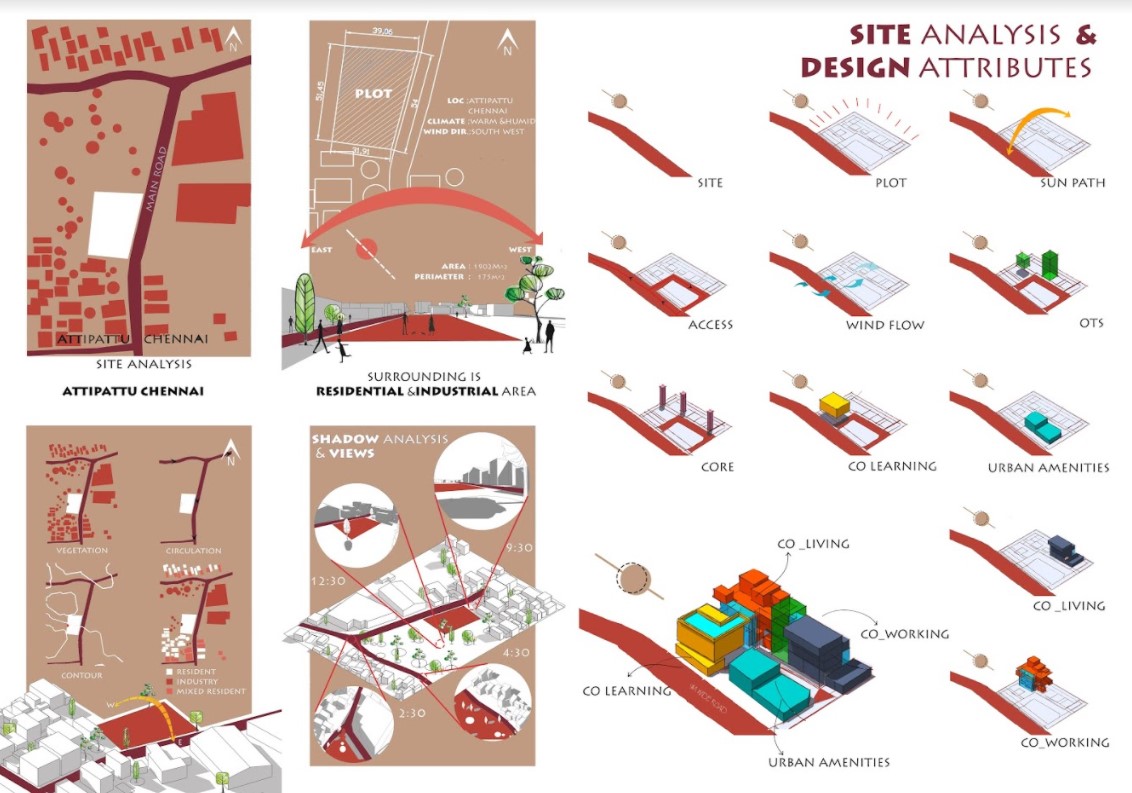 SITE ANALYSIS &
DESIGN ATTRIBUTES
N
MAIN ROAD
ATTIPATTU CHENNAI
SITE ANALYSIS
ATTIPATTU CHENNAI
N
39,06
51,45
PLOT
54
31,91
LOC :ATTIPATTU
CHENNAI
CLIMATE :WARM &HUMID
WIND DIR.:SOUTH WEST
EAST
WEST
AREA : 1902M^2
PERIMETER : 175M^2
SURROUNDING IS
RESIDENTIAL &INDUSTRIAL AREA
N
VEGETATION
CIRCULATION
CONTOUR
RESIDENT
INDUSTRY
MIXED RESIDENT
W
E
SHADOW ANALYSIS
& VIEWS
9:30
12:30
4:30
2:30
SITE
PLOT
SUN PATH
ACCESS
WIND FLOW
OTS
CORE
CO LEARNING
URBAN AMENITIES
CO _LIVING
CO_WORKING
CO _LIVING
CO_WORKING
CO LEARNING
URBAN AMENITIES